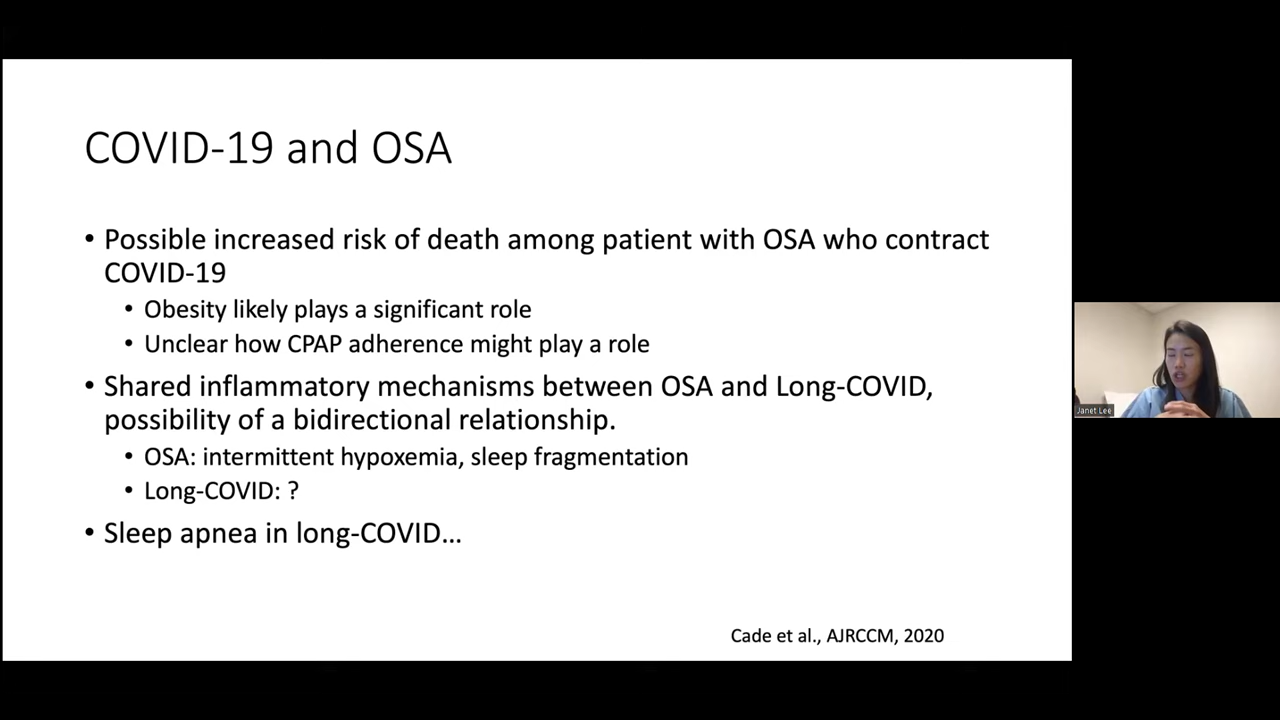 COVID-19 and OSA
• Possible increased risk of death among patient with OSA who contract
COVID-19
• Obesity likely plays a significant role
• Unclear how CPAP adherence might play a role
• Shared inflammatory mechanisms between OSA and Long-COVID,
possibility of a bidirectional relationship.
• OSA: intermittent hypoxemia, sleep fragmentation
• Long-COVID: ?
• Sleep apnea in long-COVID…
Cade et al., AJRCCM, 2020
Janet Lee